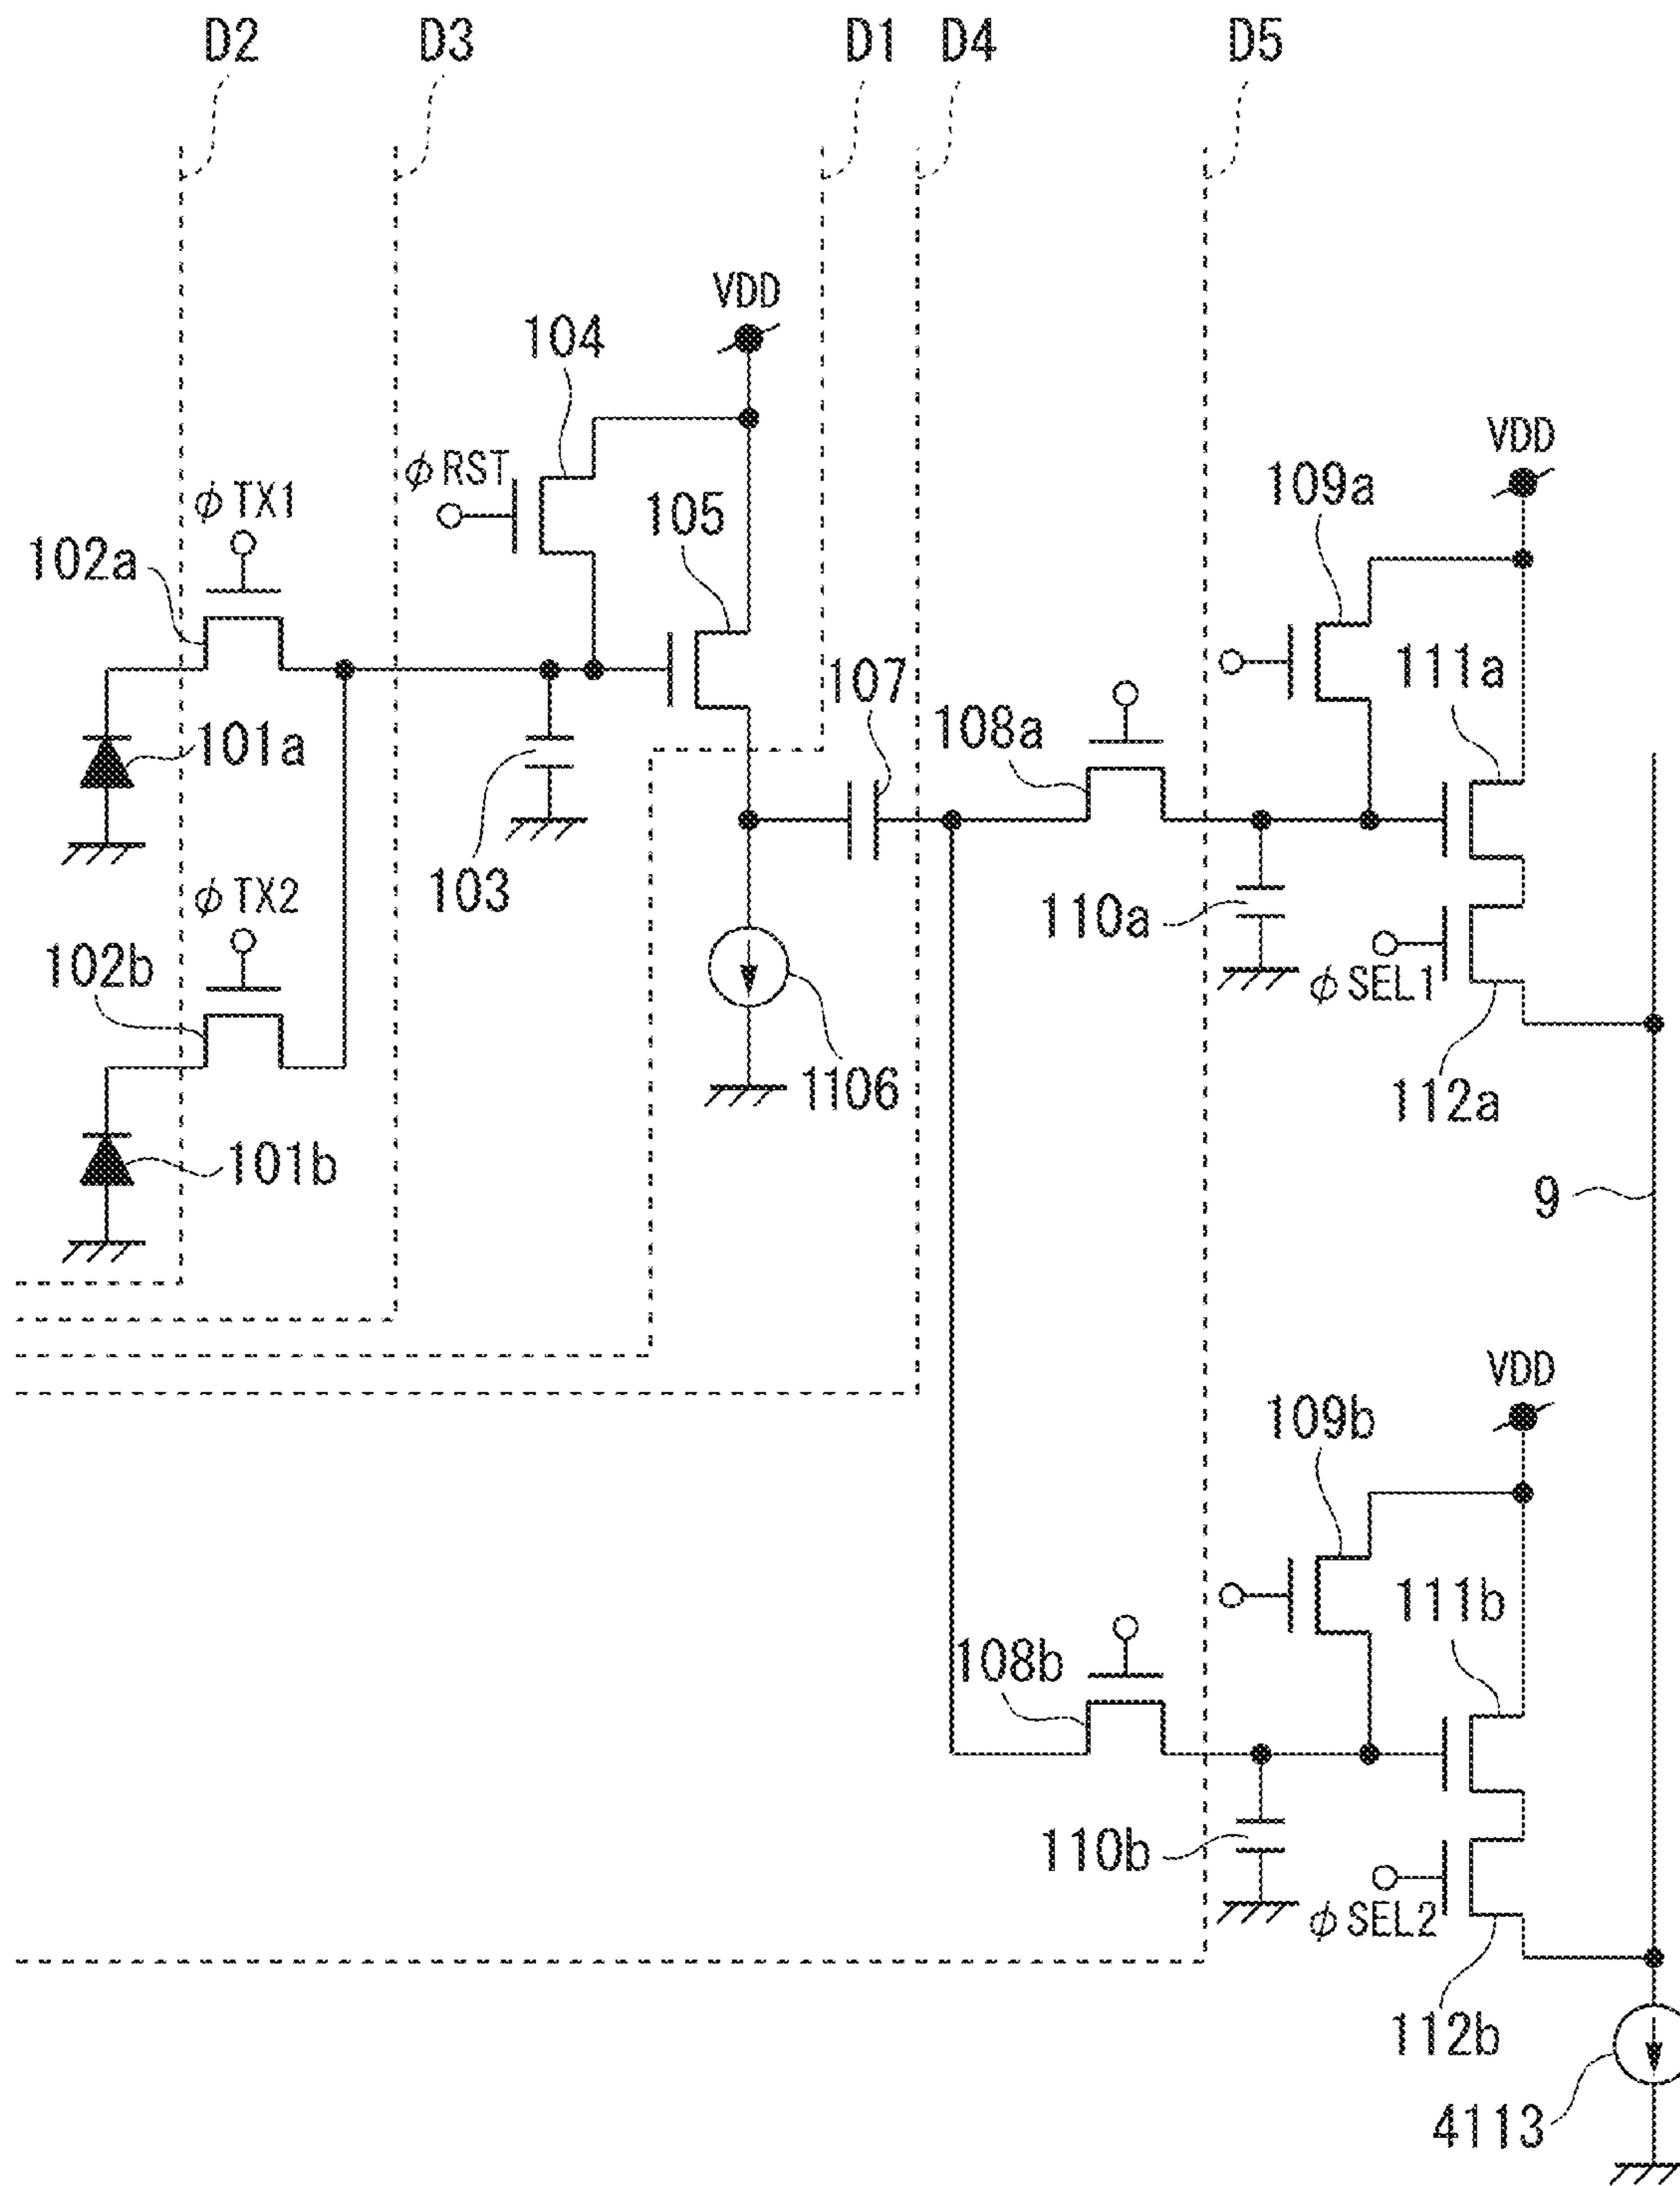 D2
D3
D1
D4
D5
VDD
104
VDD
φRST
109a
φTX1
105
102a
111a
107
108a
101a
103
φTX2
110a
102b
φSEL1
1106
112a
101b
9
VDD
109b
111b
108b
110b
φSEL2
112b
4113